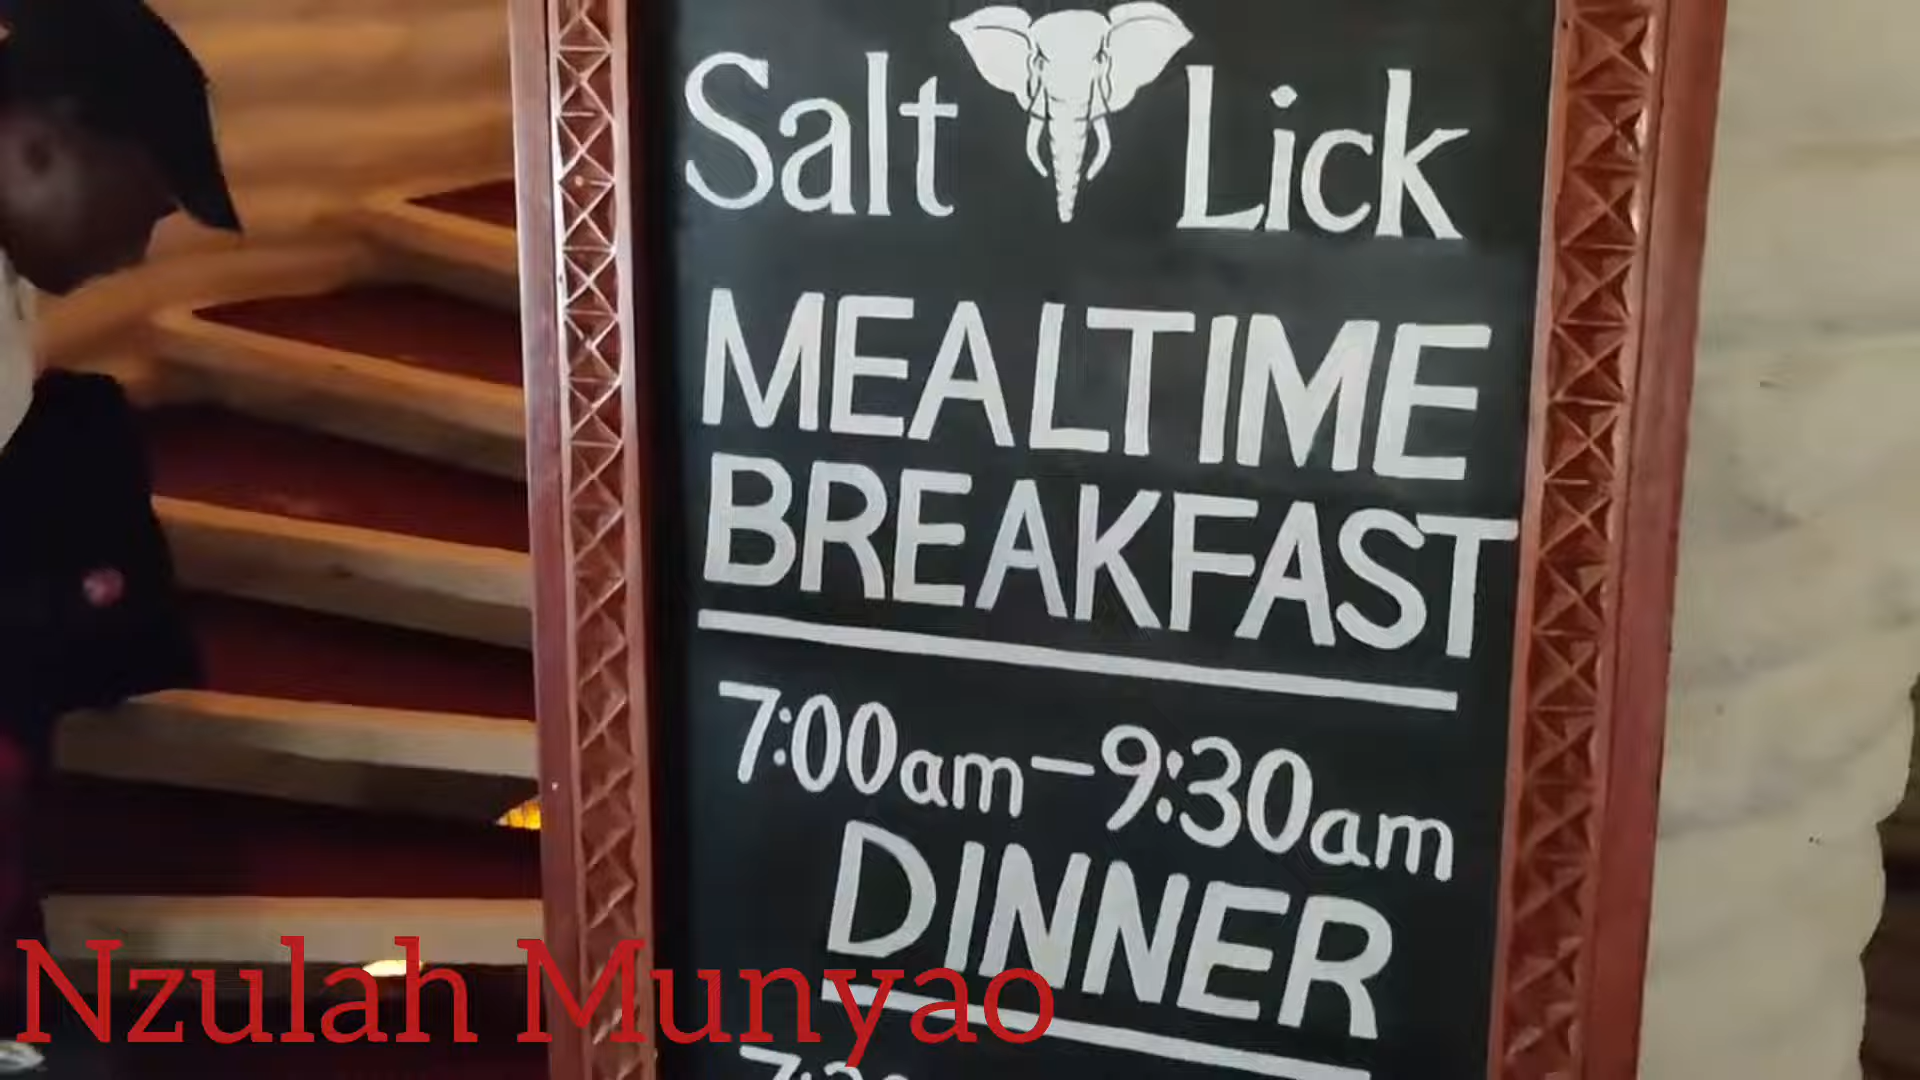 Salt Lick
MEALTIME
BREAKFAST
7:00am-9:30am
DINNER
Nzulah Munyao